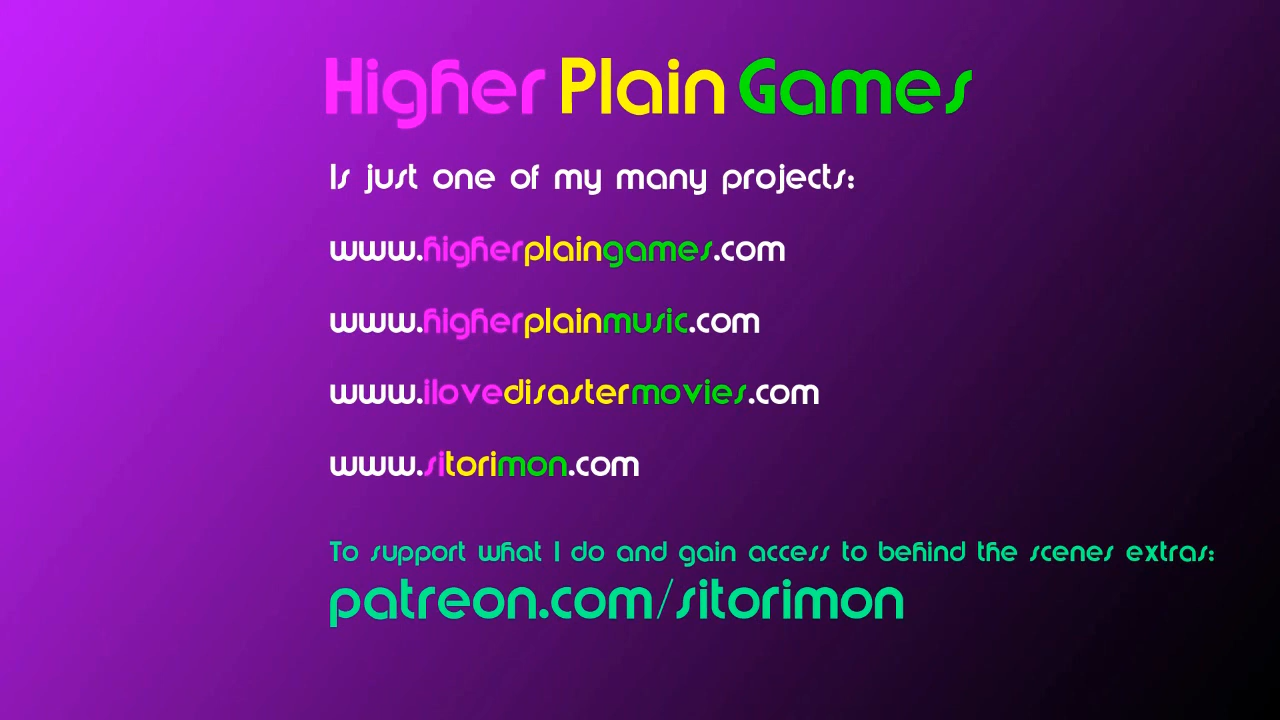 Higher Plain Games
Is just one of my many projects:
www.higherplaingames.com
www.higherplainmusic.com
www.ilovedisastermovies.com
www.sitorimon.com
To support what I do and gain access to behind the scenes extras:
patreon.com/sitorimon